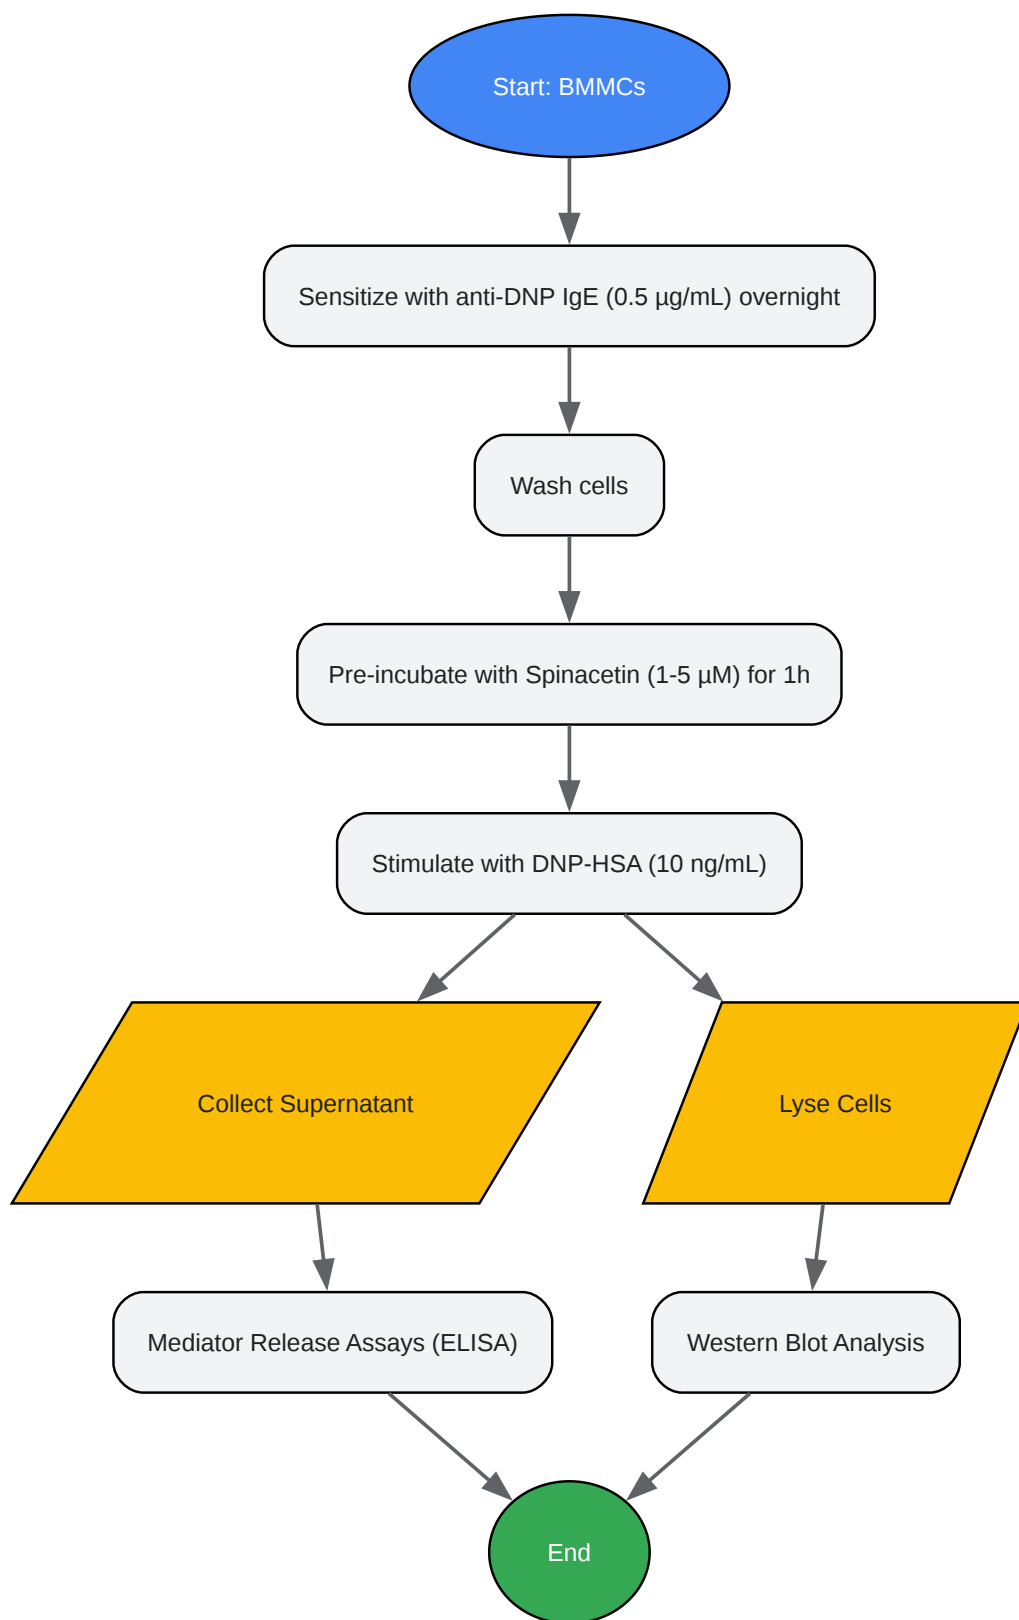 Start: BMMCs
Sensitize with anti-DNP IgE (0.5 µg/mL) overnight
Wash cells
Pre-incubate with Spinacetin (1-5 µM) for 1h
Stimulate with DNP-HSA (10 ng/mL)
Collect Supernatant
Lyse Cells
Mediator Release Assays (ELISA)
Western Blot Analysis
End